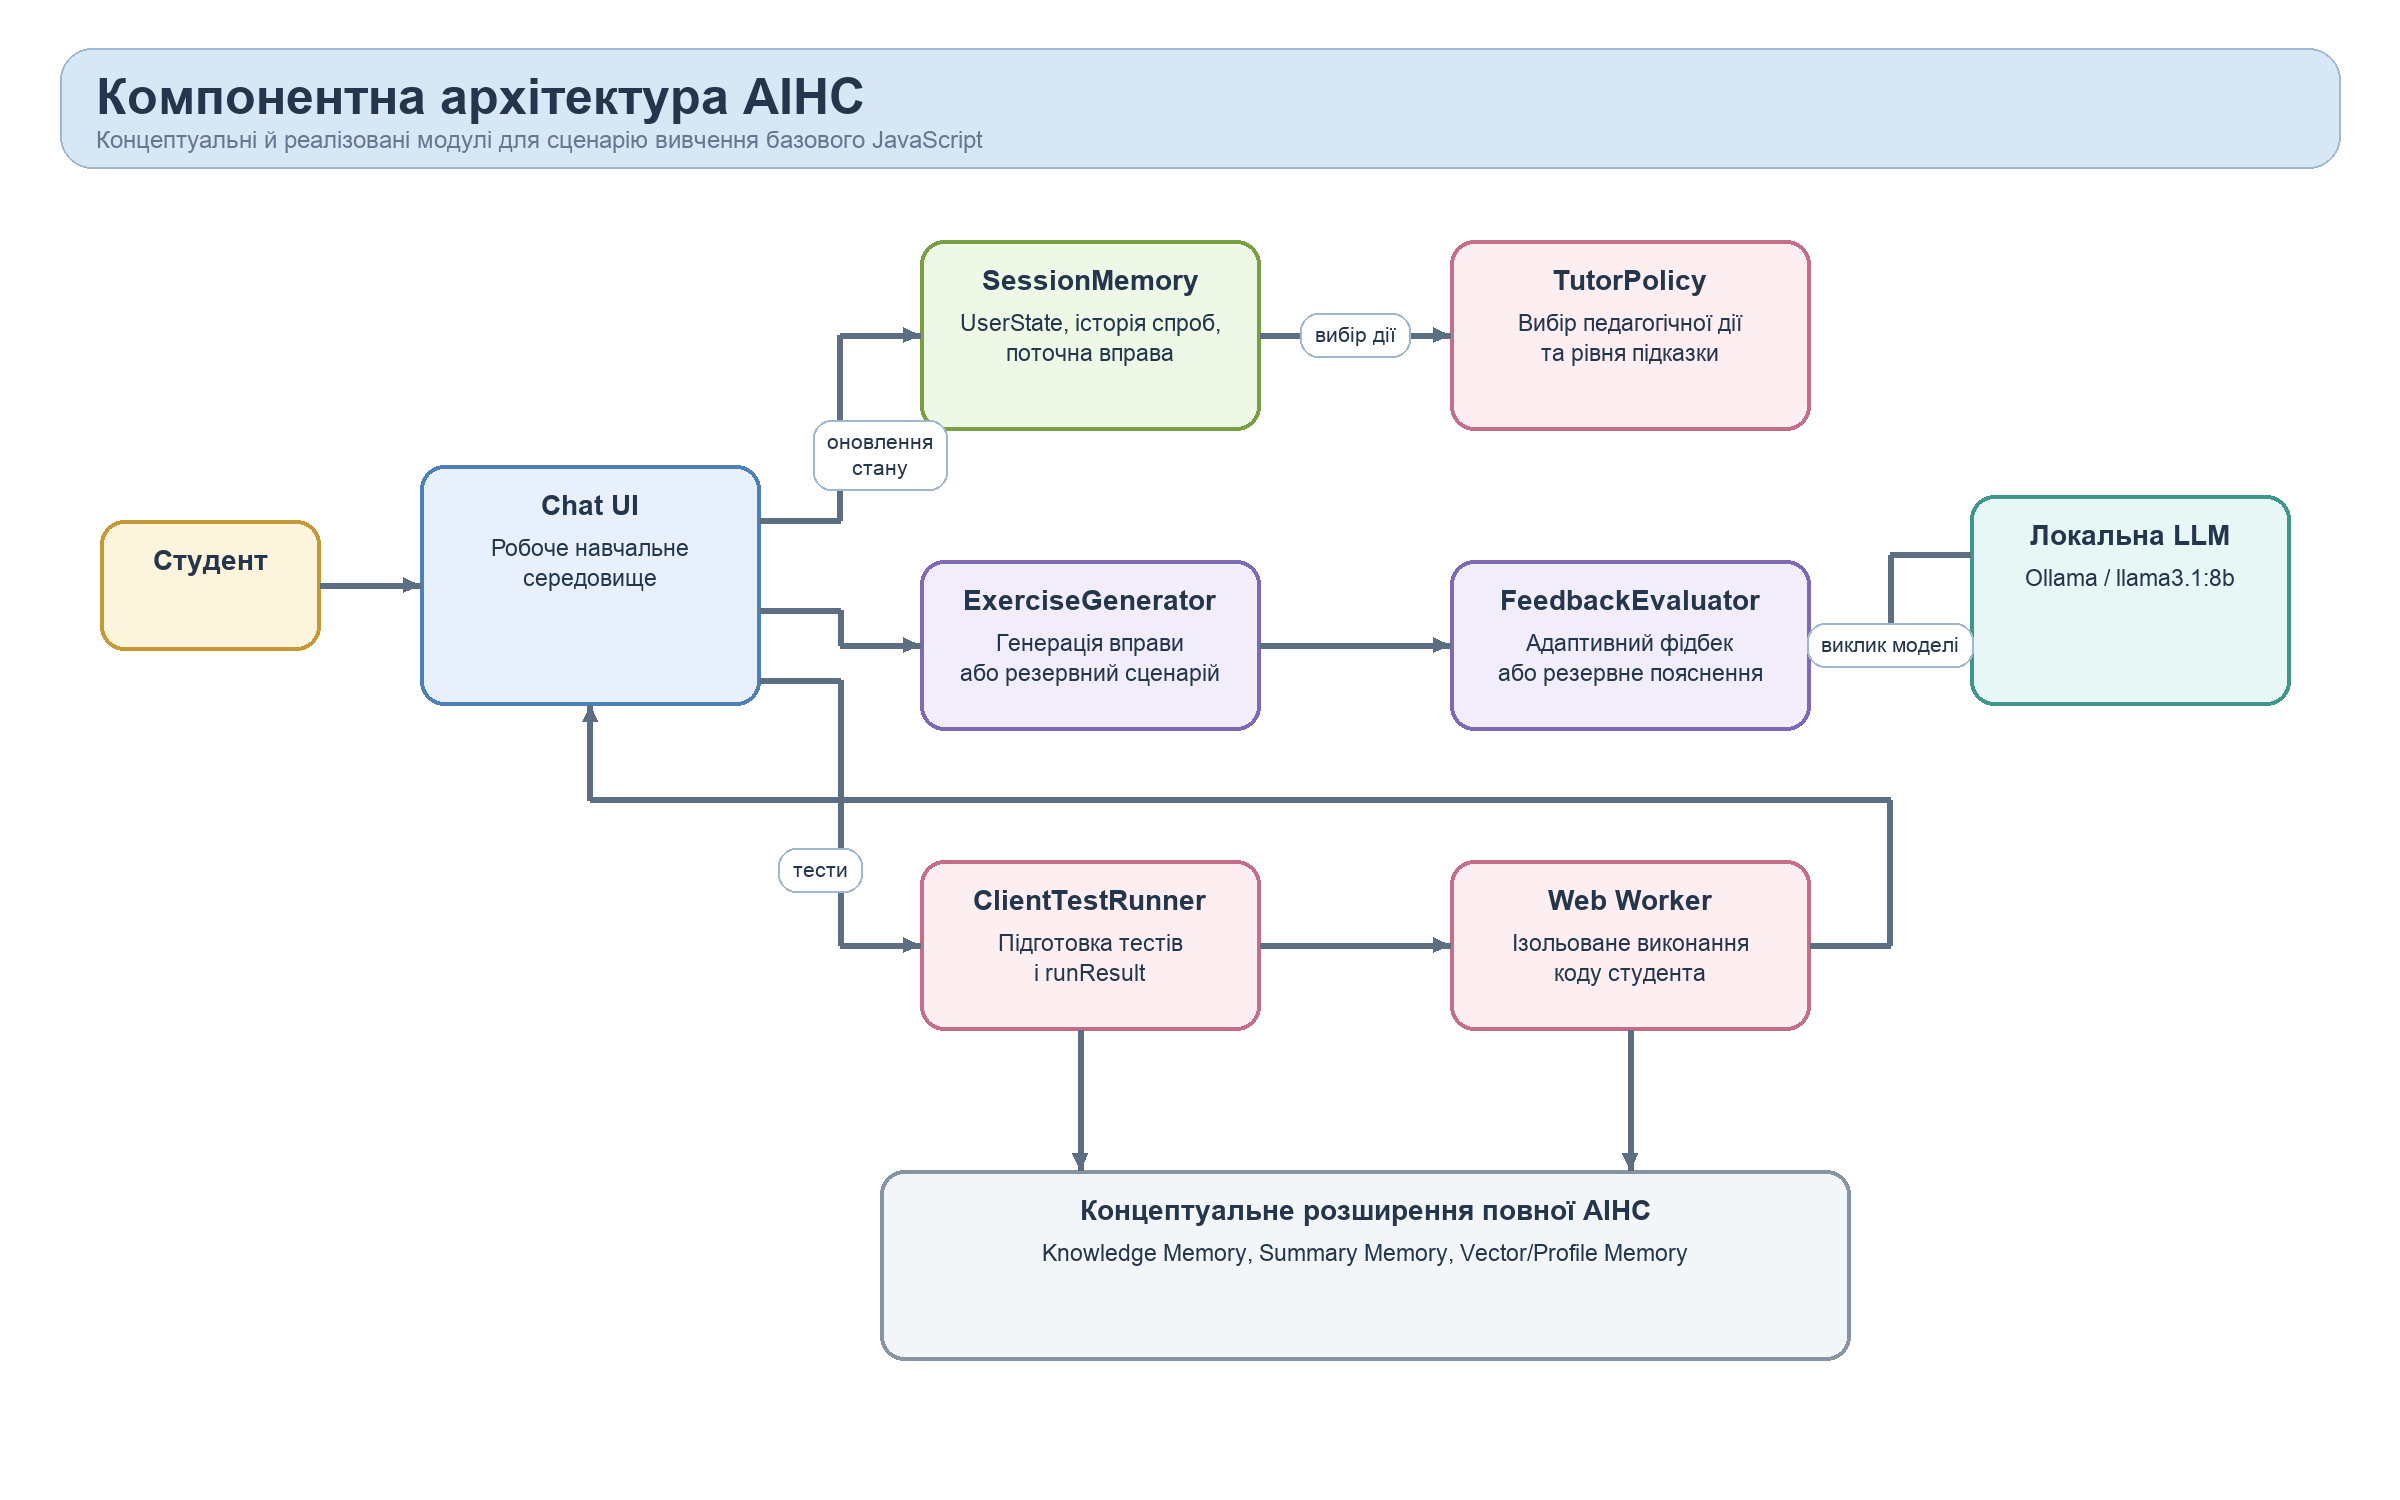 Компонентна архітектура АІНС
Концептуальні й реалізовані модулі для сценарію вивчення базового JavaScript
SessionMemory
UserState, історія спроб,
поточна вправа
вибір дії
TutorPolicy
Вибір педагогічної дії
та рівня підказки
оновлення
стану
Студент
Chat UI
Робоче навчальне
середовище
ExerciseGenerator
Генерація вправи
або резервний сценарій
FeedbackEvaluator
Адаптивний фідбек
або резервне пояснення
виклик моделі
Локальна LLM
Ollama / llama3.1:8b
тести
ClientTestRunner
Підготовка тестів
і runResult
Web Worker
Ізольоване виконання
коду студента
Концептуальне розширення повної АІНС
Knowledge Memory, Summary Memory, Vector/Profile Memory